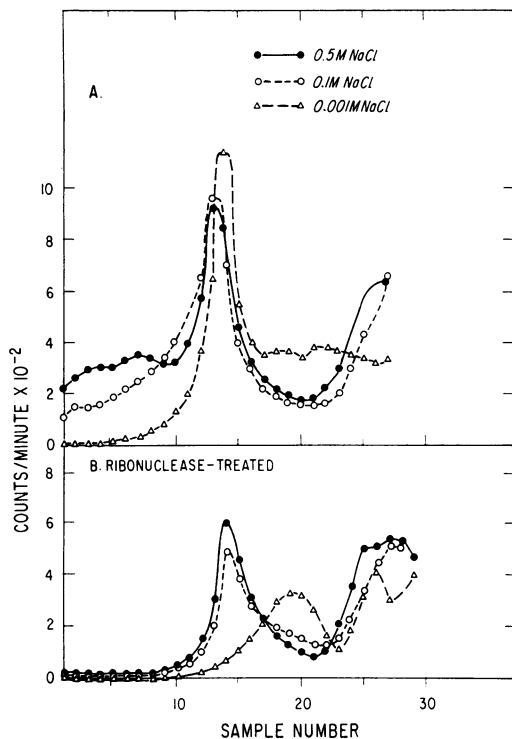 A.
0.5M NaCl
0.1M NaCl
0.001M NaCl
10
8
6
4
2
0
COUNTS/MINUTE X 10⁻²
B. RIBONUCLEASE-TREATED
8
6
4
2
0
10
20
30
SAMPLE NUMBER